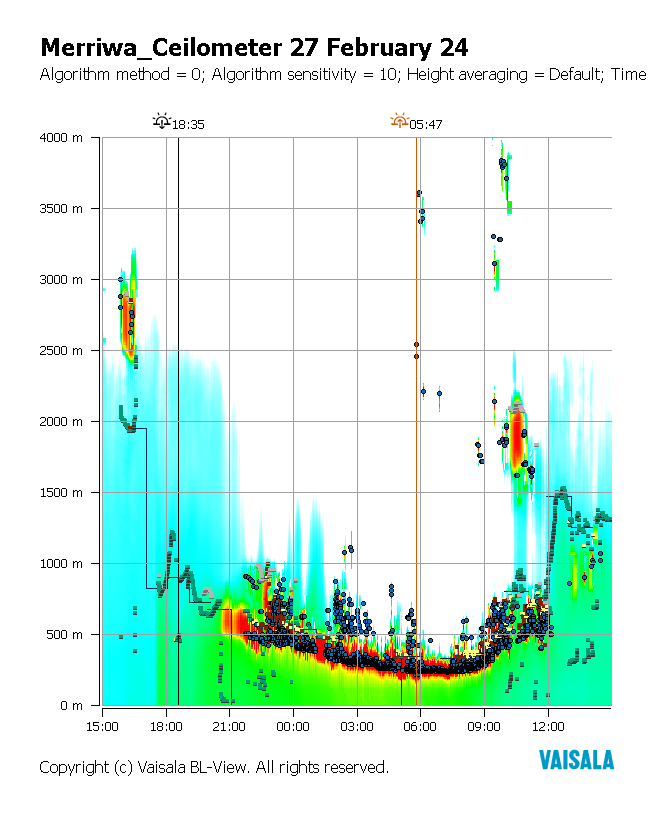 Merriwa_Ceilometer 27 February 24
Algorithm method = 0; Algorithm sensitivity = 10; Height averaging = Default; Time
18:35 05:47
4000 m
3500 m
3000 m
2500 m
2000 m
1500 m
1000 m
500 m
0 m
15:00 18:00 21:00 00:00 03:00 06:00 09:00 12:00
Copyright (c) Vaisala BL-View. All rights reserved.
VAISALA